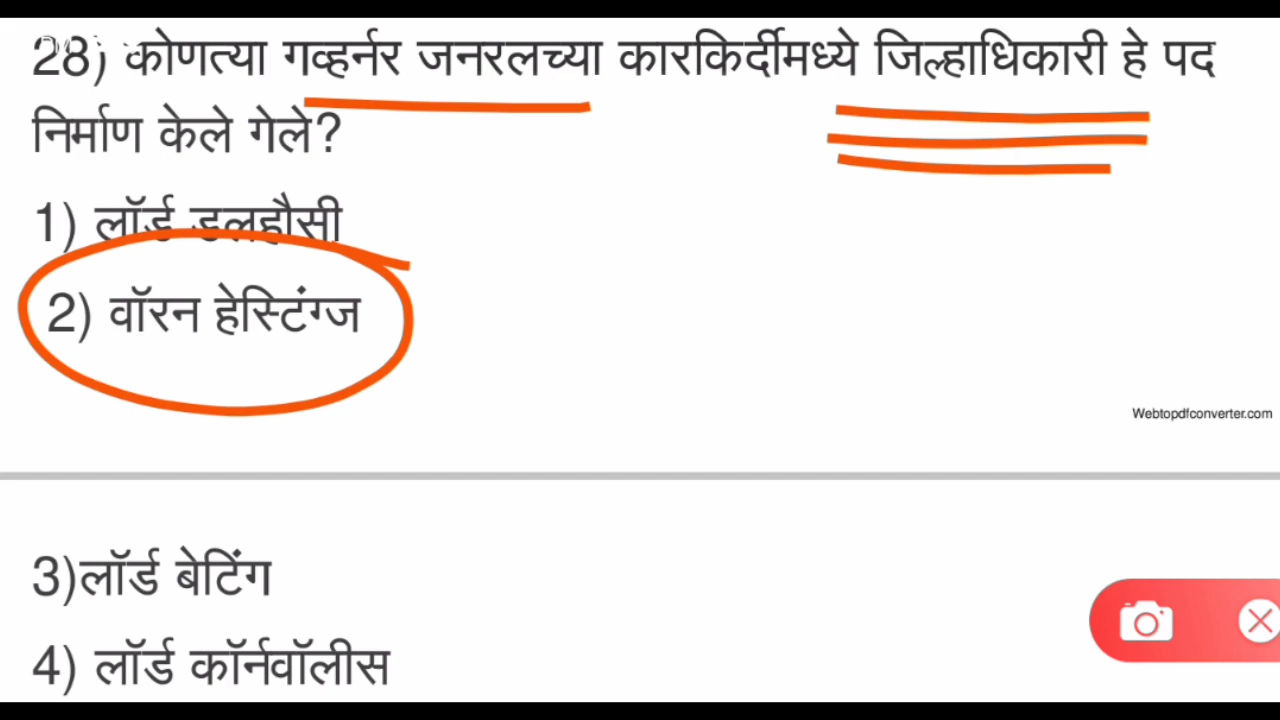 28) कोणत्या गव्हर्नर जनरलच्या कारकिर्दीमध्ये जिल्हाधिकारी हे पद
निर्माण केले गेले?
1) लॉर्ड डलहौसी
2) वॉरन हेस्टिंग्ज
Webtopdfconverter.com
3)लॉर्ड बेटिंग
4) लॉर्ड कॉर्नवॉलीस